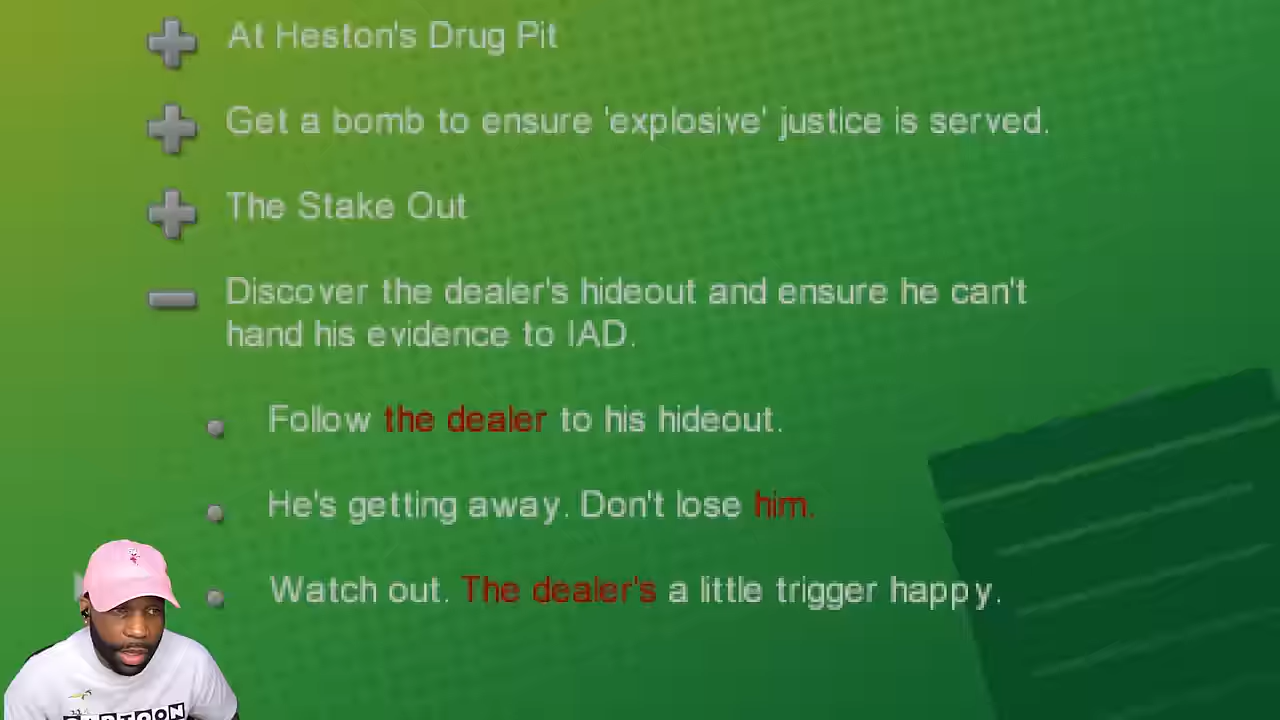 At Heston's Drug Pit
Get a bomb to ensure 'explosive' justice is served.
The Stake Out
Discover the dealer's hideout and ensure he can't
hand his evidence to IAD.
Follow the dealer to his hideout.
He's getting away. Don't lose him.
Watch out. The dealer's a little trigger happy.
CARTOON